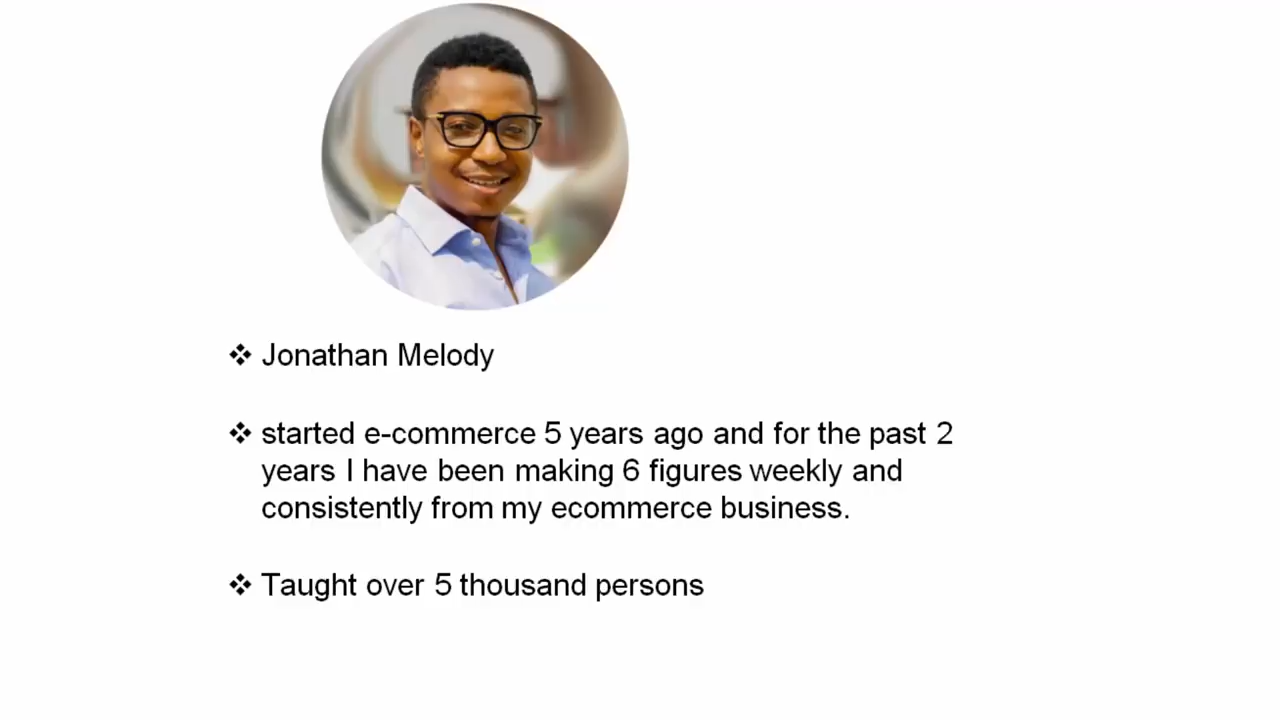 ❖ Jonathan Melody
❖ started e-commerce 5 years ago and for the past 2
years I have been making 6 figures weekly and
consistently from my ecommerce business.
❖ Taught over 5 thousand persons